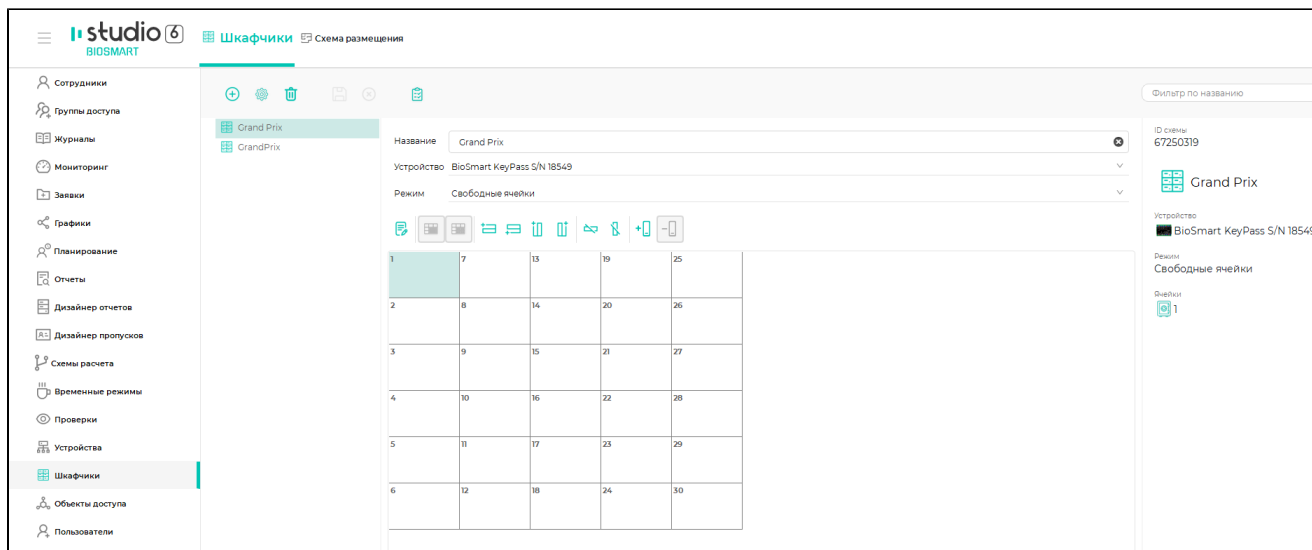 studio 6
BIOSMART
Шкафчики
Схема размещения
Сотрудники
Группы доступа
Журналы
Мониторинг
Заявки
Графики
Планирование
Отчеты
Дизайнер отчетов
Дизайнер пропусков
Схемы расчета
Временные режимы
Проверки
Устройства
Шкафчики
Объекты доступа
Пользователи
Фильтр по названию
Grand Prix
GrandPrix
Название Grand Prix
Устройство BioSmart KeyPass S/N 18549
Режим Свободные ячейки
1 7 13 19 25
2 8 14 20 26
3 9 15 21 27
4 10 16 22 28
5 11 17 23 29
6 12 18 24 30
ID схемы
67250319
Grand Prix
Устройство
BioSmart KeyPass S/N 18549
Режим
Свободные ячейки
Ячейки
1